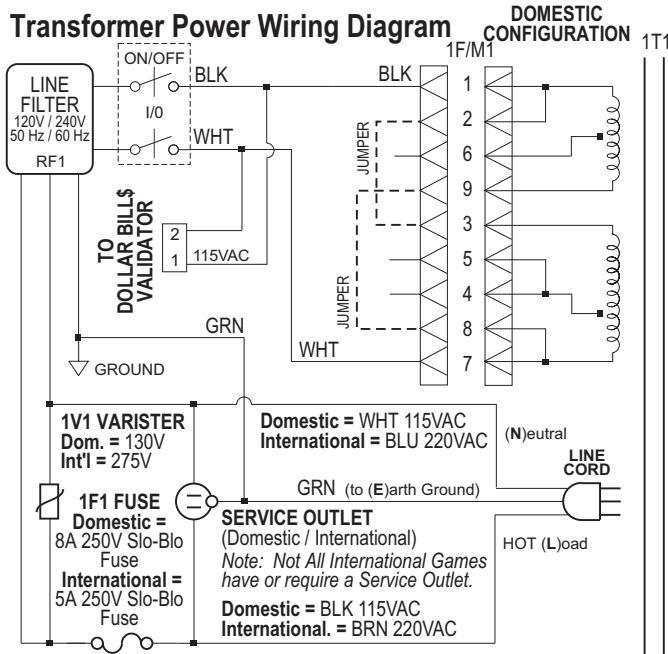 Transformer Power Wiring Diagram
DOMESTIC
CONFIGURATION
1T1
1F/M1
ON/OFF
BLK
BLK
1
LINE
FILTER
120V / 240V
50 Hz / 60 Hz
RF1
I/0
WHT
2
6
9
3
5
4
8
7
JUMPER
JUMPER
TO
DOLLAR BILL$
VALIDATOR
2
1
115VAC
GRN
WHT
GROUND
1V1 VARISTER
Dom. = 130V
Int'l = 275V
Domestic = WHT 115VAC
International = BLU 220VAC
(N)eutral
LINE
CORD
GRN (to (E)arth Ground)
1F1 FUSE
Domestic =
8A 250V Slo-Blo
Fuse
International =
5A 250V Slo-Blo
Fuse
SERVICE OUTLET
(Domestic / International)
Note: Not All International Games
have or require a Service Outlet.
HOT (L)oad
Domestic = BLK 115VAC
International. = BRN 220VAC